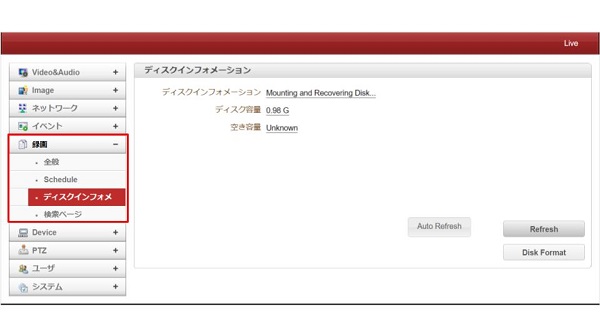 Live
Video&Audio +
Image +
ネットワーク +
イベント +
録画 −
全般
Schedule
ディスクインフォメ
検索ページ
Device +
PTZ +
ユーザ +
システム +
ディスクインフォメーション
ディスクインフォメーション Mounting and Recovering Disk...
ディスク容量 0.98 G
空き容量 Unknown
Auto Refresh
Refresh
Disk Format